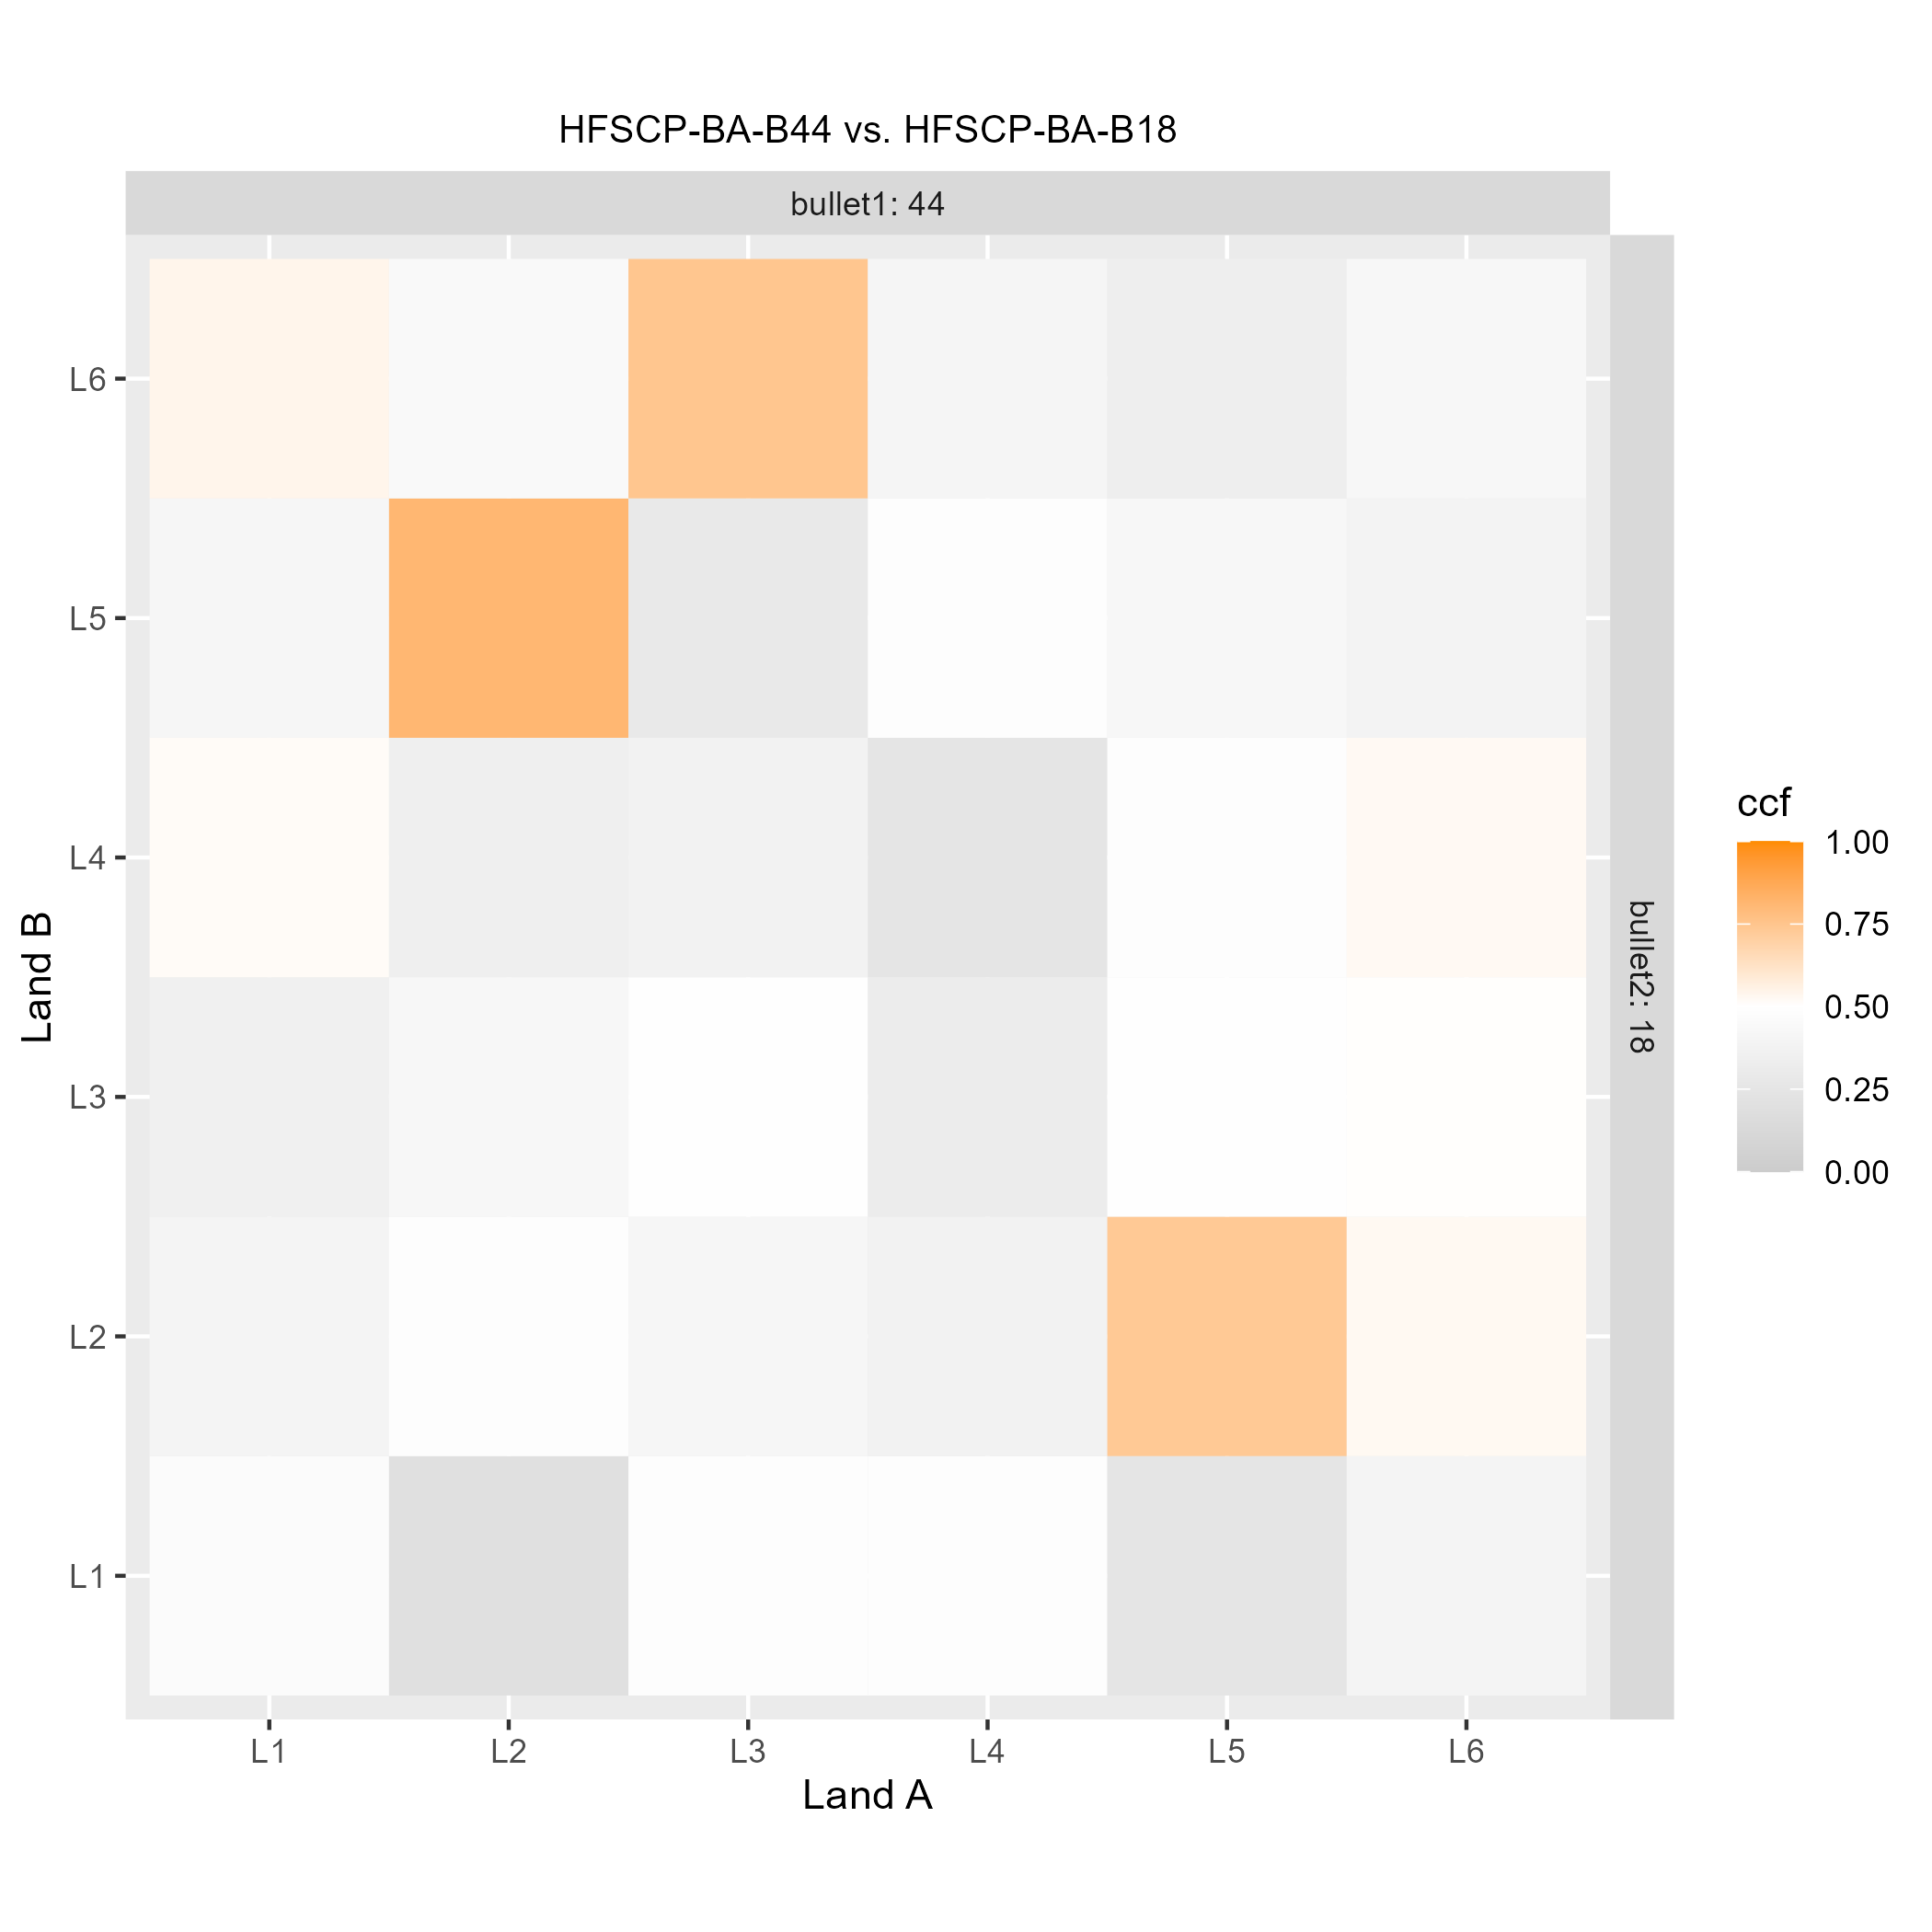 HFSCP-BA-B44 vs. HFSCP-BA-B18
bullet1: 44
L6
L5
L4
L3
L2
L1
Land B
bullet2: 18
ccf
1.00
0.75
0.50
0.25
0.00
L1 L2 L3 L4 L5 L6
Land A